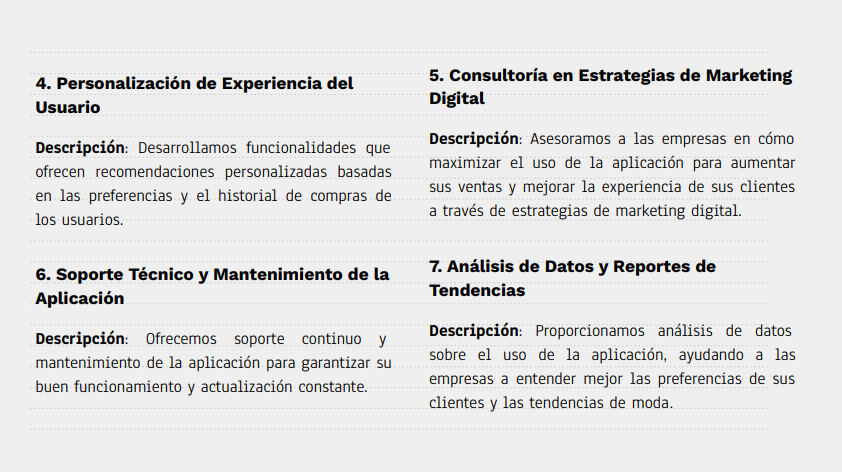 4. Personalización de Experiencia del
Usuario
Descripción: Desarrollamos funcionalidades que
ofrecen recomendaciones personalizadas basadas
en las preferencias y el historial de compras de
los usuarios.
5. Consultoría en Estrategias de Marketing
Digital
Descripción: Asesoramos a las empresas en cómo
maximizar el uso de la aplicación para aumentar
sus ventas y mejorar la experiencia de sus clientes
a través de estrategias de marketing digital.
6. Soporte Técnico y Mantenimiento de la
Aplicación
Descripción: Ofrecemos soporte continuo y
mantenimiento de la aplicación para garantizar su
buen funcionamiento y actualización constante.
7. Análisis de Datos y Reportes de
Tendencias
Descripción: Proporcionamos análisis de datos
sobre el uso de la aplicación, ayudando a las
empresas a entender mejor las preferencias de sus
clientes y las tendencias de moda.